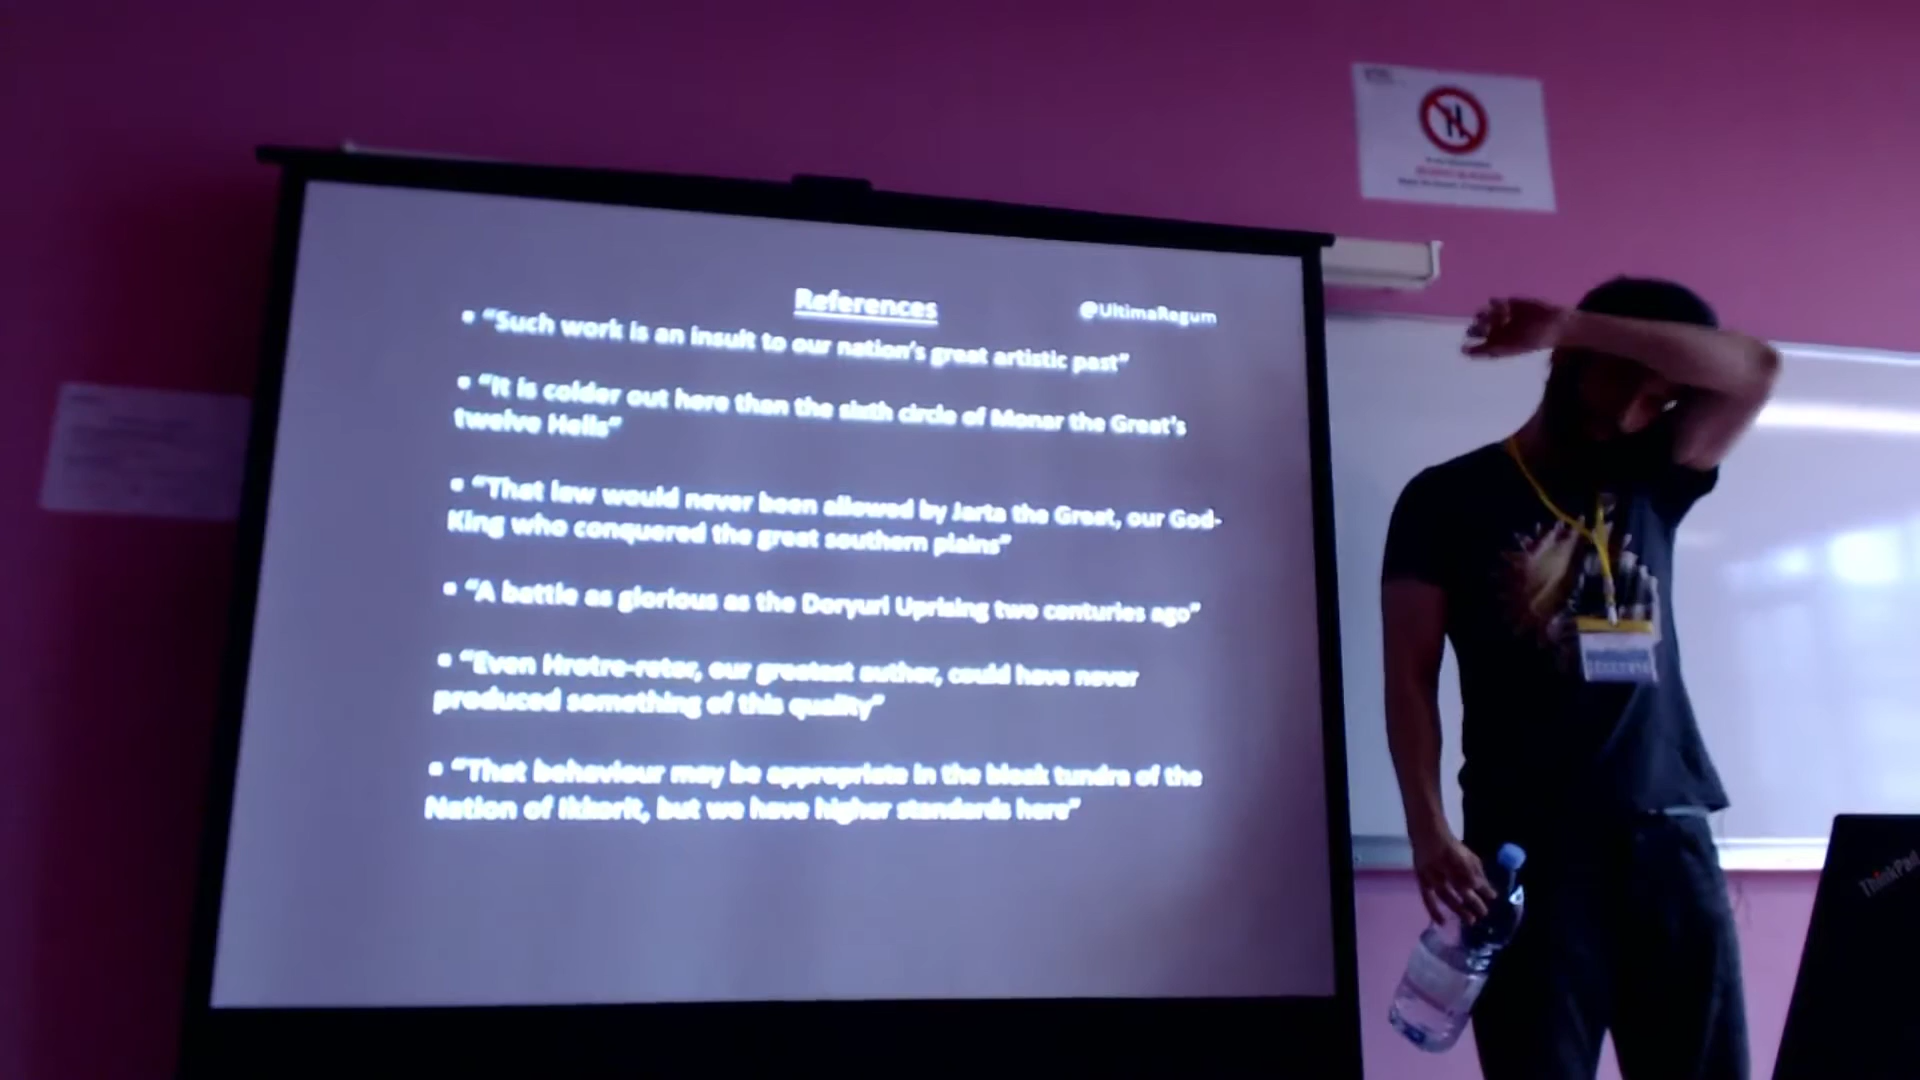 References
@UltimaRegum
• “Such work is an insult to our nation’s great artistic past”
• “It is colder out here than the sixth circle of Monar the Great’s
twelve Hells”
• “That law would never been allowed by Jarta the Great, our God-
King who conquered the great southern plains”
• “A battle as glorious as the Doryuri Uprising two centuries ago”
• “Even Hrotre-roter, our greatest author, could have never
produced something of this quality”
• “That behaviour may be appropriate in the bleak tundra of the
Nation of Ikkorit, but we have higher standards here”
ThinkPad